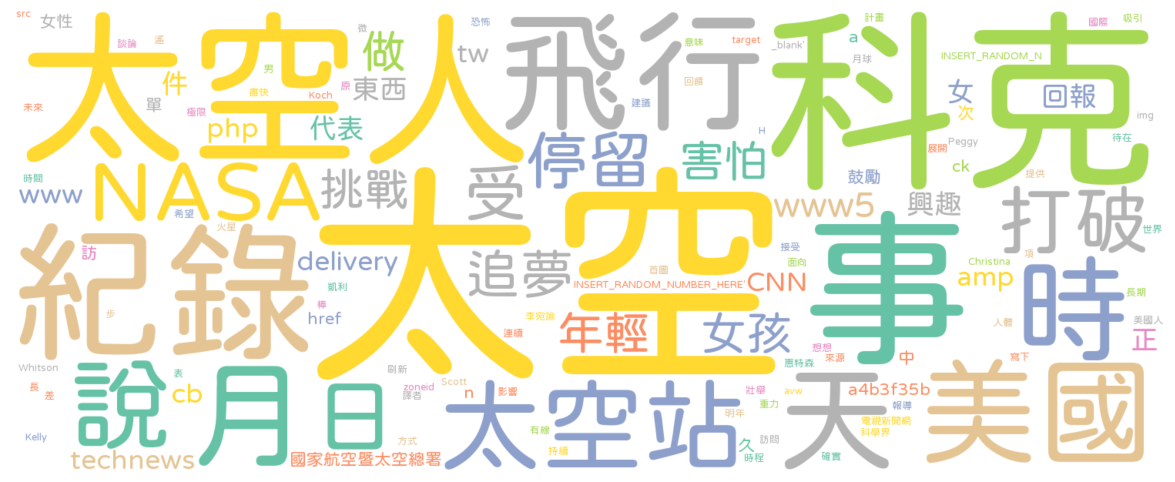 太空
太空人
科克
飛行
紀錄
NASA
事
美國
時
說
月
日
太空站
天
打破
src
女性
談論
遙
件
單
男
盡快
微
恐怖
做
tw
意味
target
_blank'
計畫
a
國際
吸引
月球
INSERT_RANDOM_N
未來
極限
php
Koch
原
代表
東西
回饋
建議
女
次
回報
img
時間
www
希望
火星
挑戰
受
停留
H
害怕
鼓勵
ck
Peggy
展開
提供
待在
www5
興趣
世界
訪
delivery
href
凱利
棒
追夢
首圖
INSERT_RANDOM_NUMBER_HERE'
CNN
接受
面向
Christina
amp
項
長期
步
李宛諭
連續
年輕
女孩
想想
來源
中
人體
寫下
美國人
正
Whitson
長
差
表
cb
刷新
zoneid
譯者
Scott
n
影響
壯舉
明年
重力
惠特森
avw
a4b3f35b
報導
電視新聞網
科學界
Kelly
technews
國家航空暨太空總署
方式
有線
持續
久
時程
訪問
確實